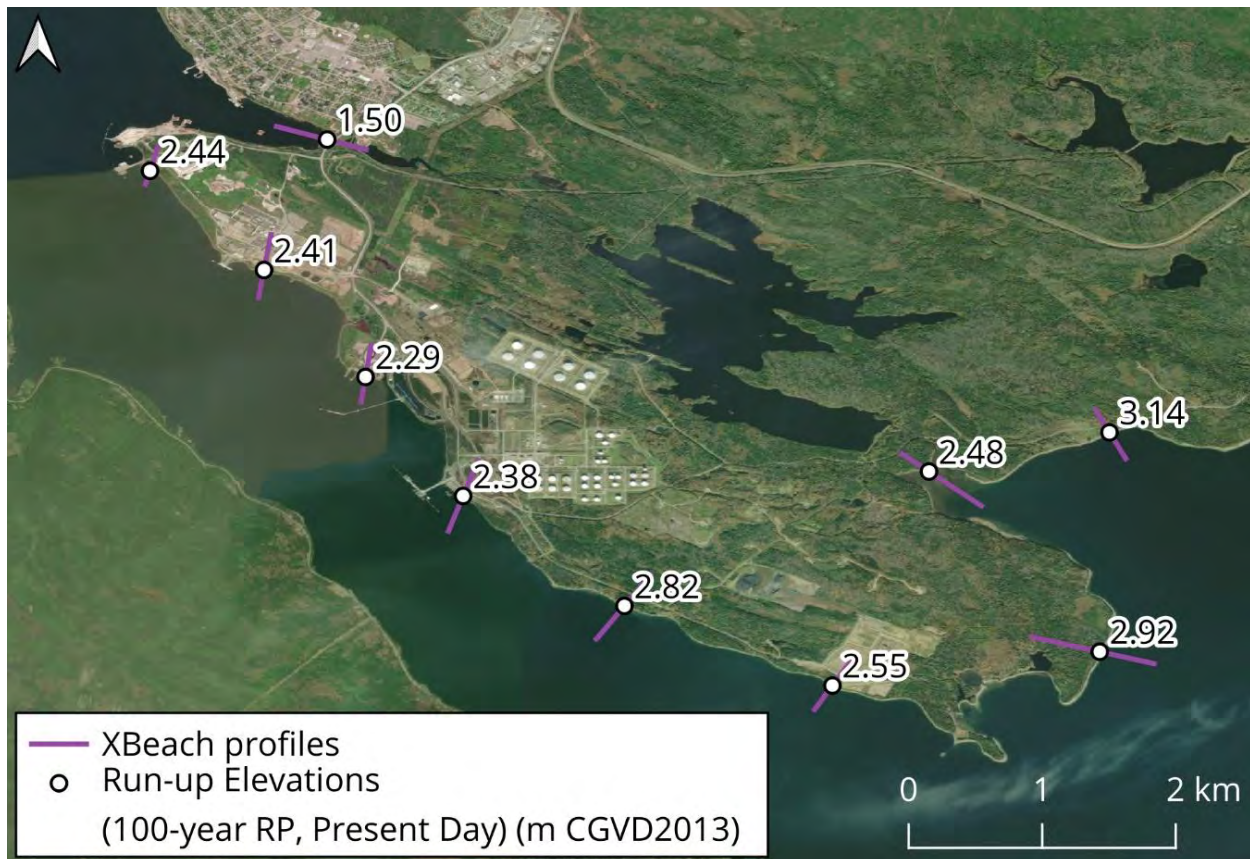 1.50
2.44
2.41
2.29
3.14
2.48
2.38
2.82
2.92
2.55
XBeach profiles
Run-up Elevations
(100-year RP, Present Day) (m CGVD2013)
0 1 2 km